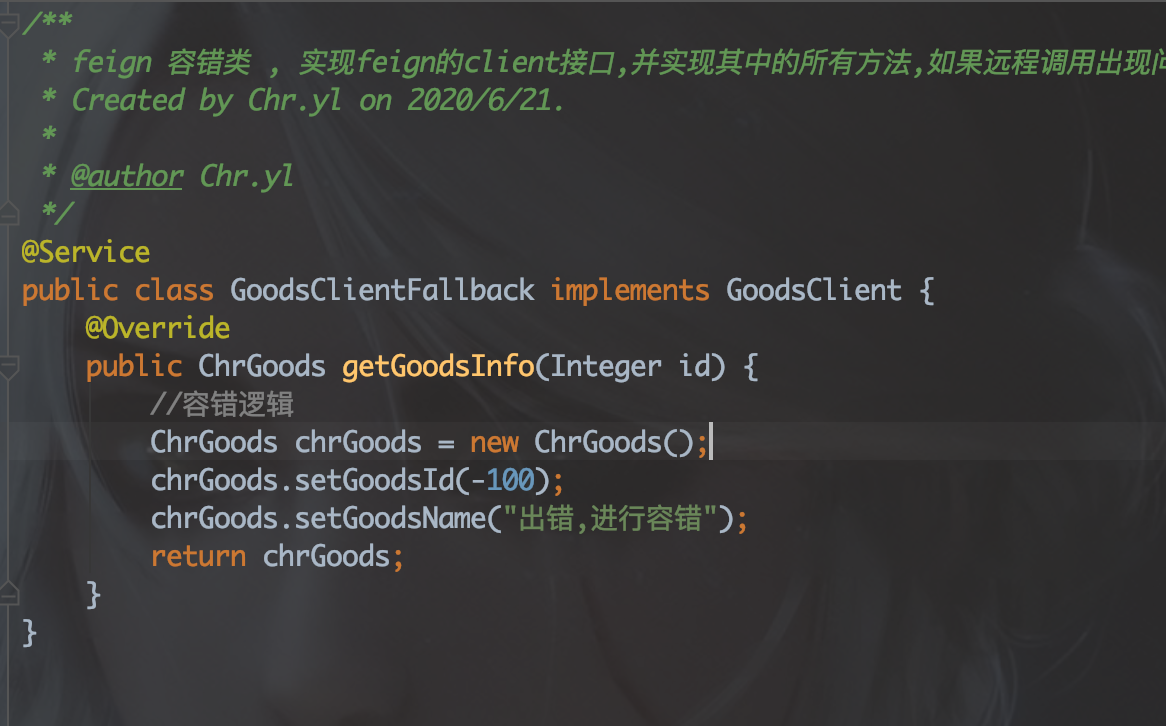 /**
* feign 容错类 , 实现feign的client接口,并实现其中的所有方法,如果远程调用出现
* Created by Chr.yl on 2020/6/21.
*
* @author Chr.yl
*/
@Service
public class GoodsClientFallback implements GoodsClient {
@Override
public ChrGoods getGoodsInfo(Integer id) {
//容错逻辑
ChrGoods chrGoods = new ChrGoods();
chrGoods.setGoodsId(-100);
chrGoods.setGoodsName("出错,进行容错");
return chrGoods;
}
}